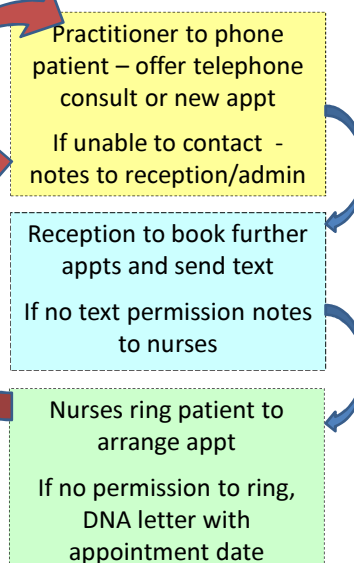 Practitioner to phone
patient – offer telephone
consult or new appt
If unable to contact -
notes to reception/admin
Reception to book further
appts and send text
If no text permission notes
to nurses
Nurses ring patient to
arrange appt
If no permission to ring,
DNA letter with
appointment date